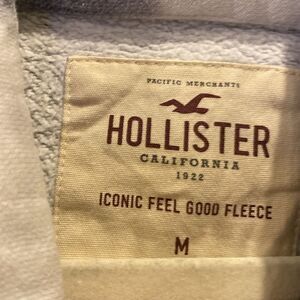 PACIFIC MERCHANTS
HOLLISTER
CALIFORNIA
1922
ICONIC FEEL GOOD FLEECE
M